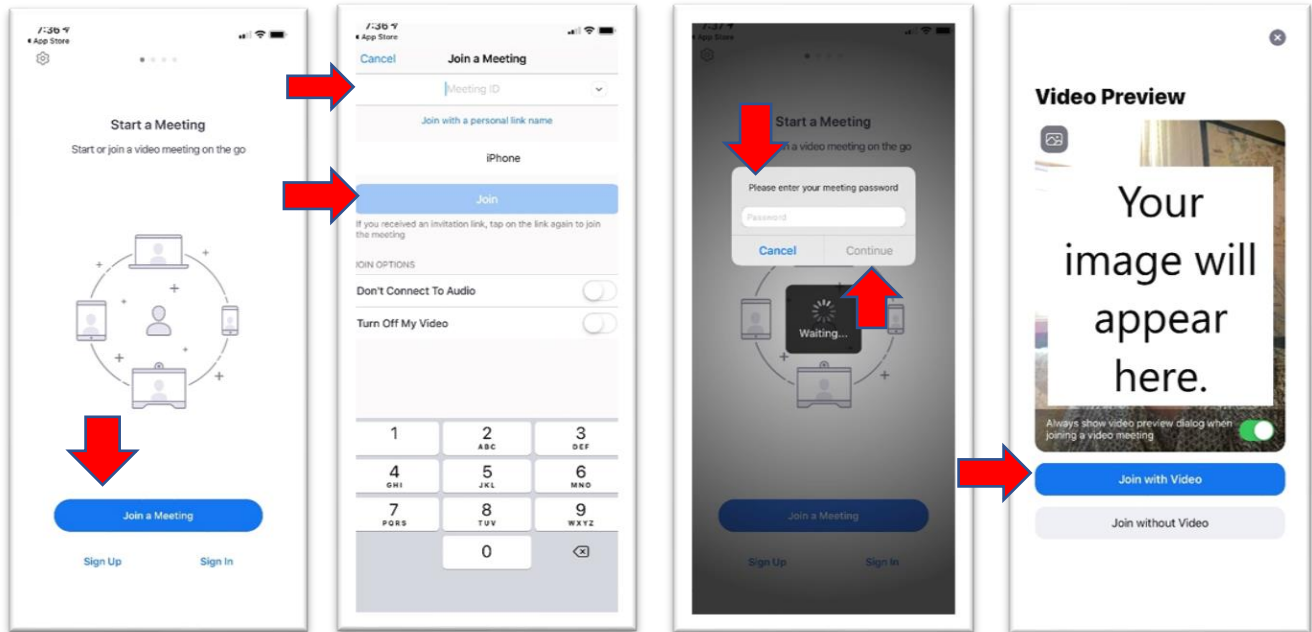 7:36
App Store
Start a Meeting
Start or join a video meeting on the go
Join a Meeting
Sign Up
Sign In
7:36
App Store
Cancel
Join a Meeting
Meeting ID
Join with a personal link name
iPhone
Join
If you received an invitation link, tap on the link again to join
the meeting
JOIN OPTIONS
Don't Connect To Audio
Turn Off My Video
1
2
ABC
3
DEF
4
GHI
5
JKL
6
MNO
7
PQRS
8
TUV
9
WXYZ
0
7:37
App Store
Start a Meeting
a video meeting on the go
Please enter your meeting password
Password
Cancel
Continue
Waiting...
Join a Meeting
Sign Up
Sign In
Video Preview
Your
image will
appear
here.
Always show video preview dialog when
joining a video meeting
Join with Video
Join without Video